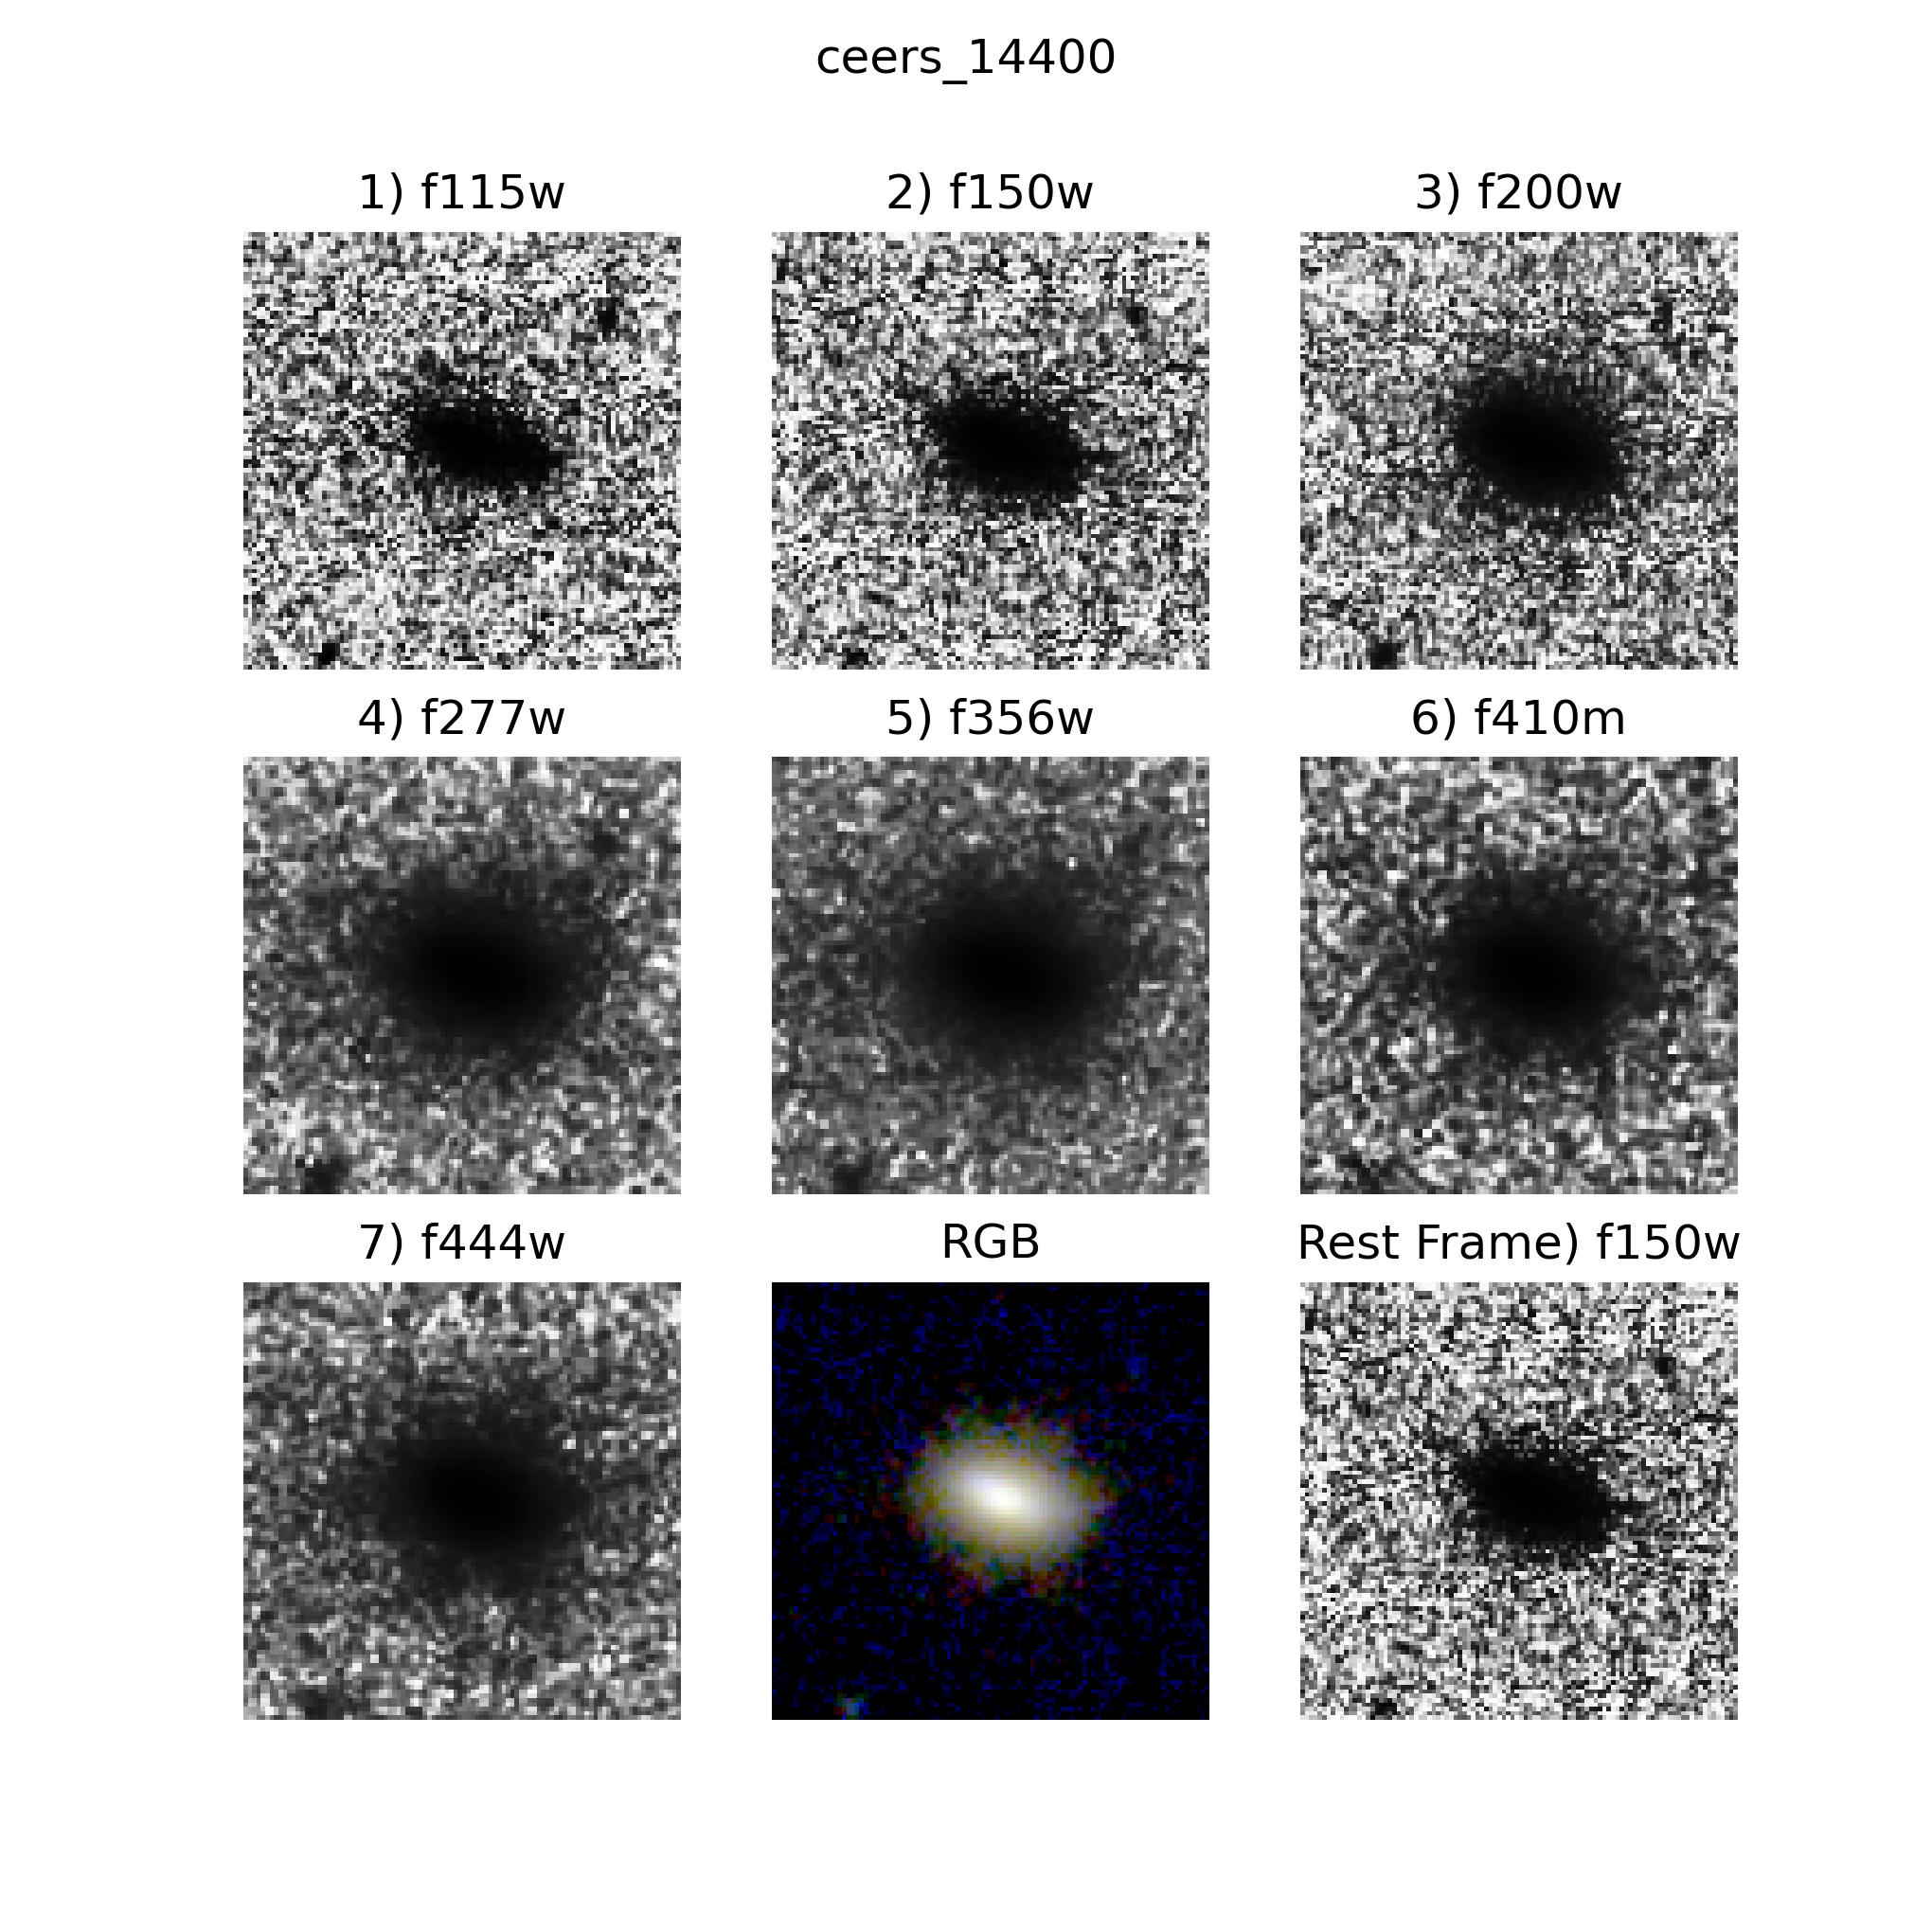 ceers_14400
1) f115w
2) f150w
3) f200w
4) f277w
5) f356w
6) f410m
7) f444w
RGB
Rest Frame) f150w